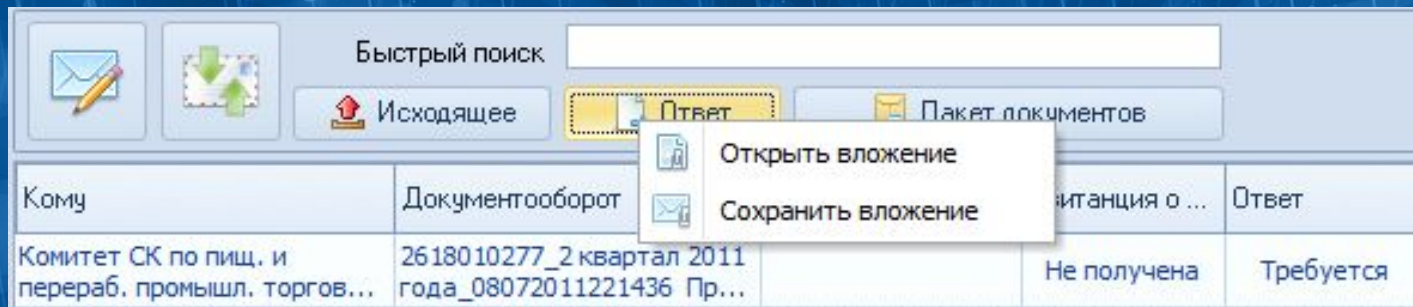 Быстрый поиск
Исходящее
Ответ
Пакет документов
Открыть вложение
Сохранить вложение
Кому
Документооборот
Ответ
Комитет СК по пищ. и
перераб. промышл. торгов...
2618010277_2 квартал 2011
года_08072011221436 Пр...
Не получена
Требуется